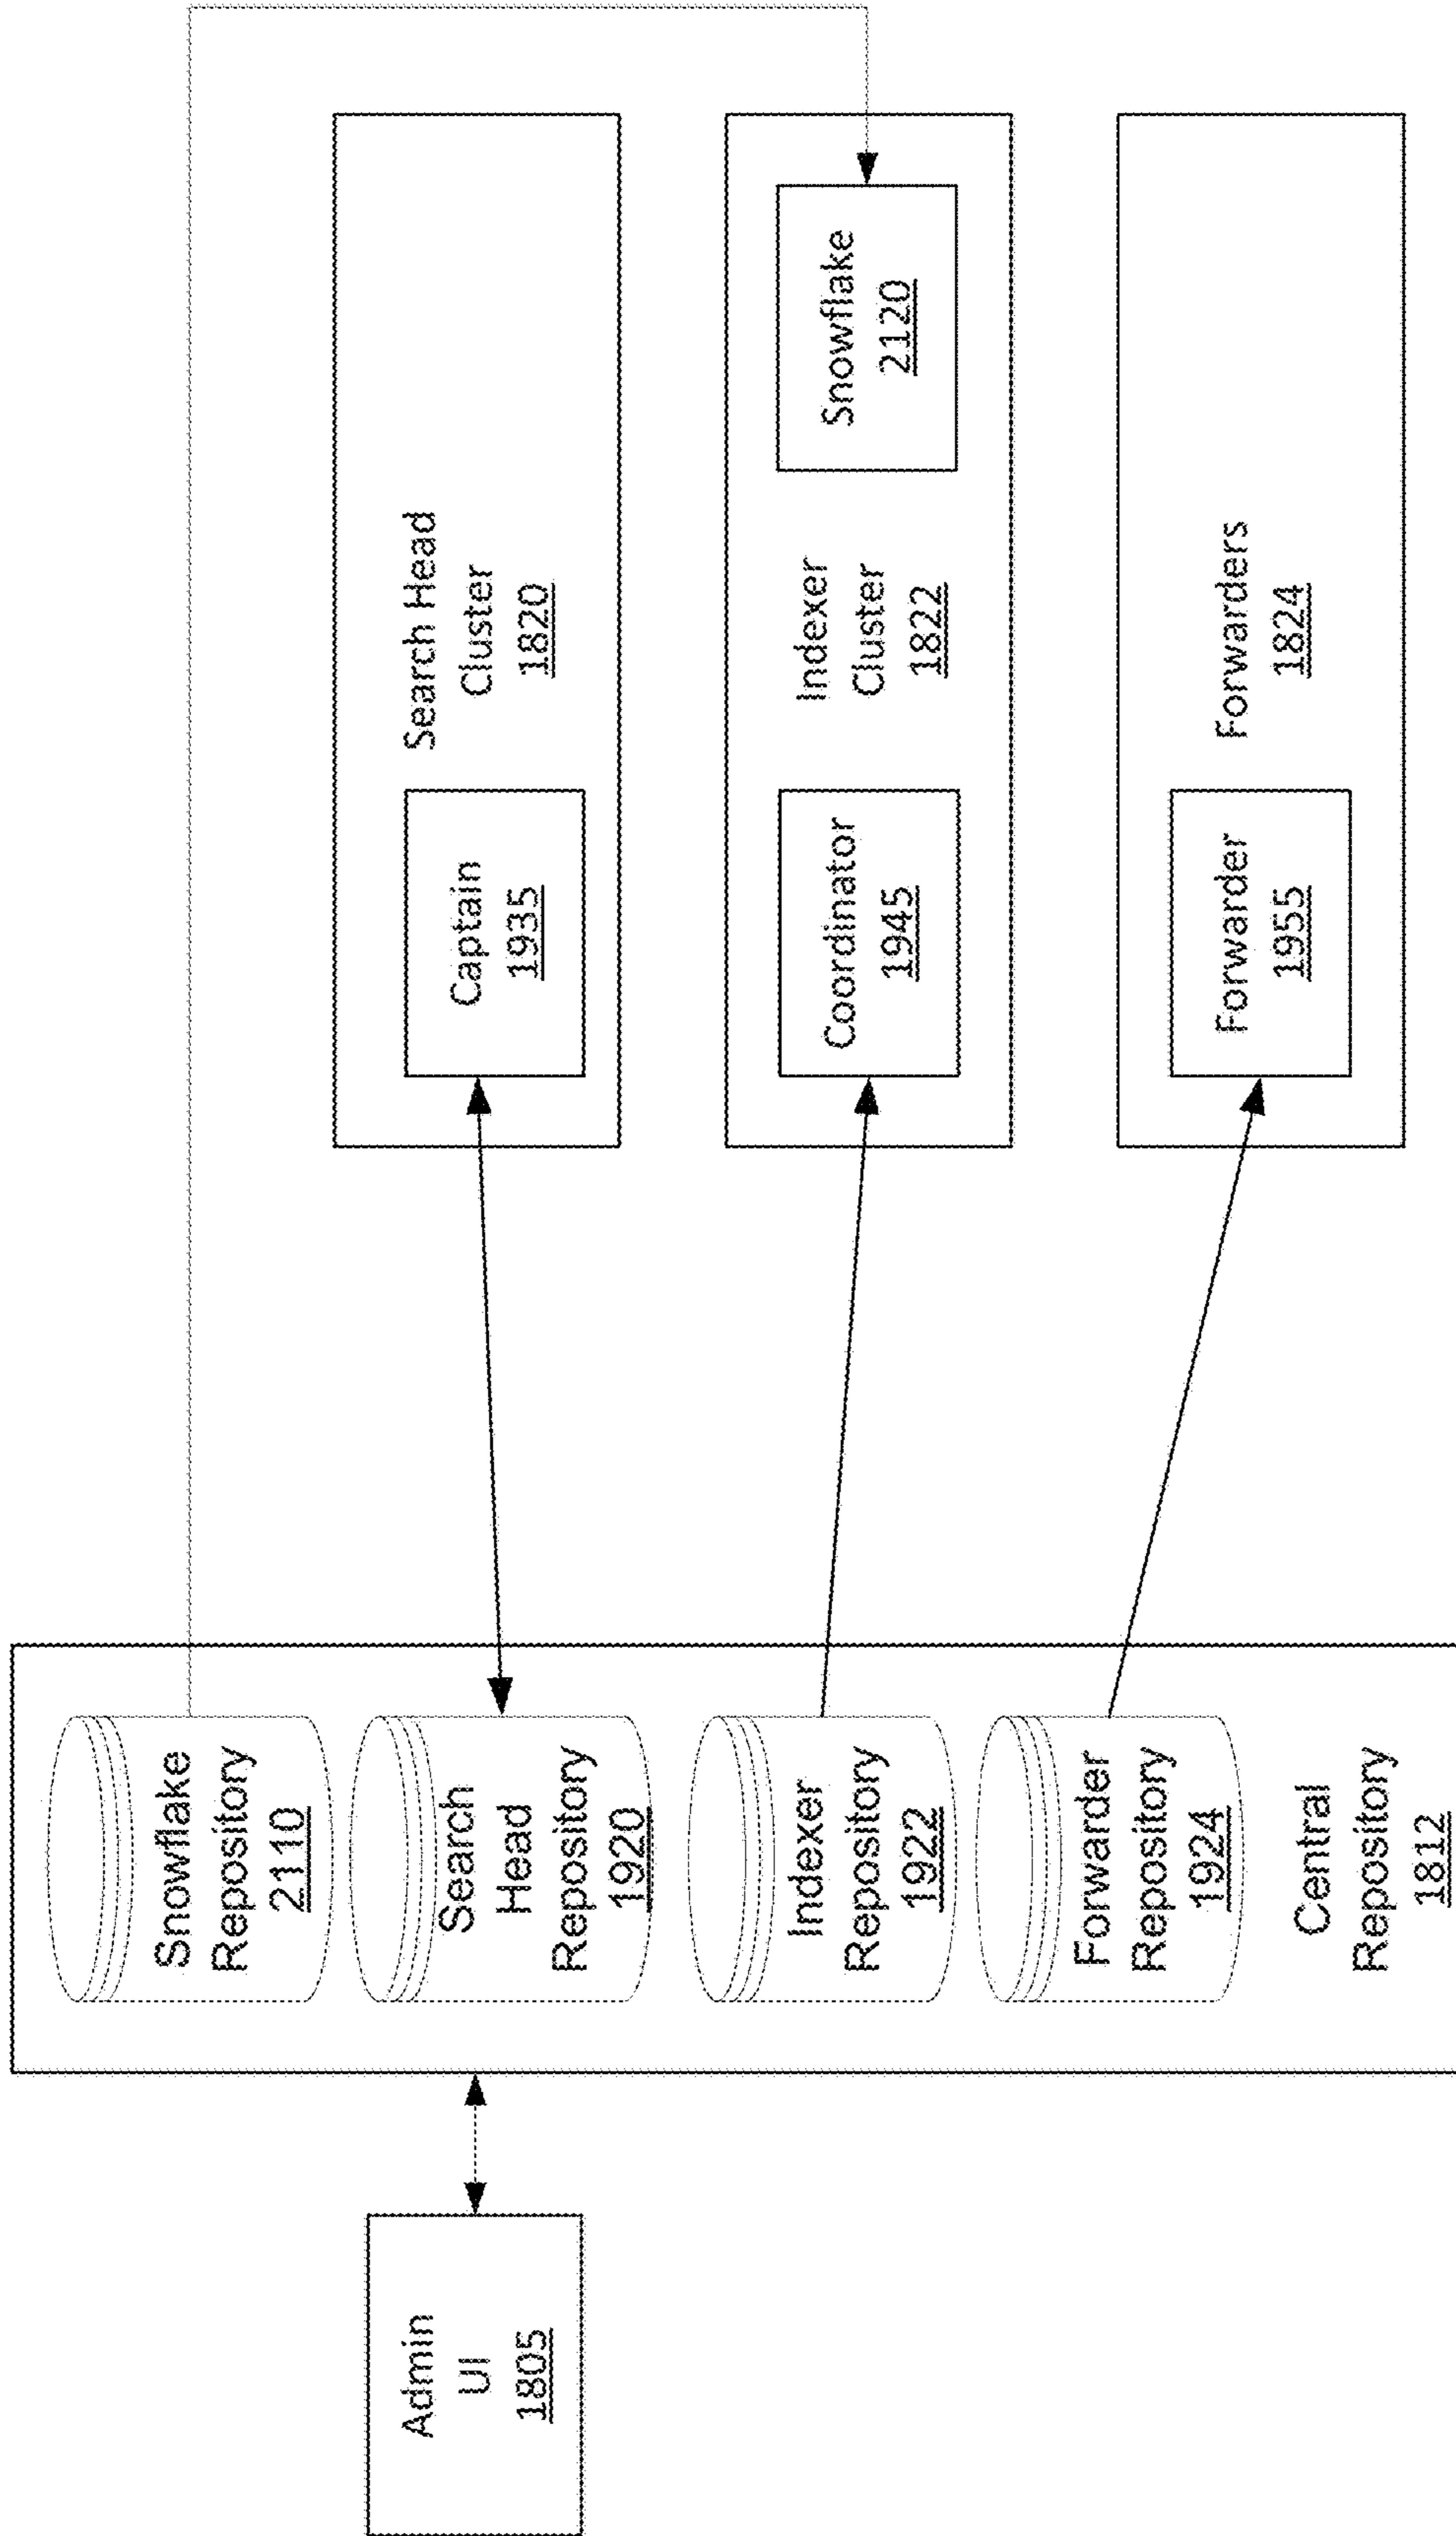 Admin
UI
1805
Snowflake
Repository
2110
Search
Head
Repository
1920
Indexer
Repository
1922
Forwarder
Repository
1924
Central
Repository
1812
Captain
1935
Search Head
Cluster
1820
Coordinator
1945
Indexer
Cluster
1822
Snowflake
2120
Forwarder
1955
Forwarders
1824